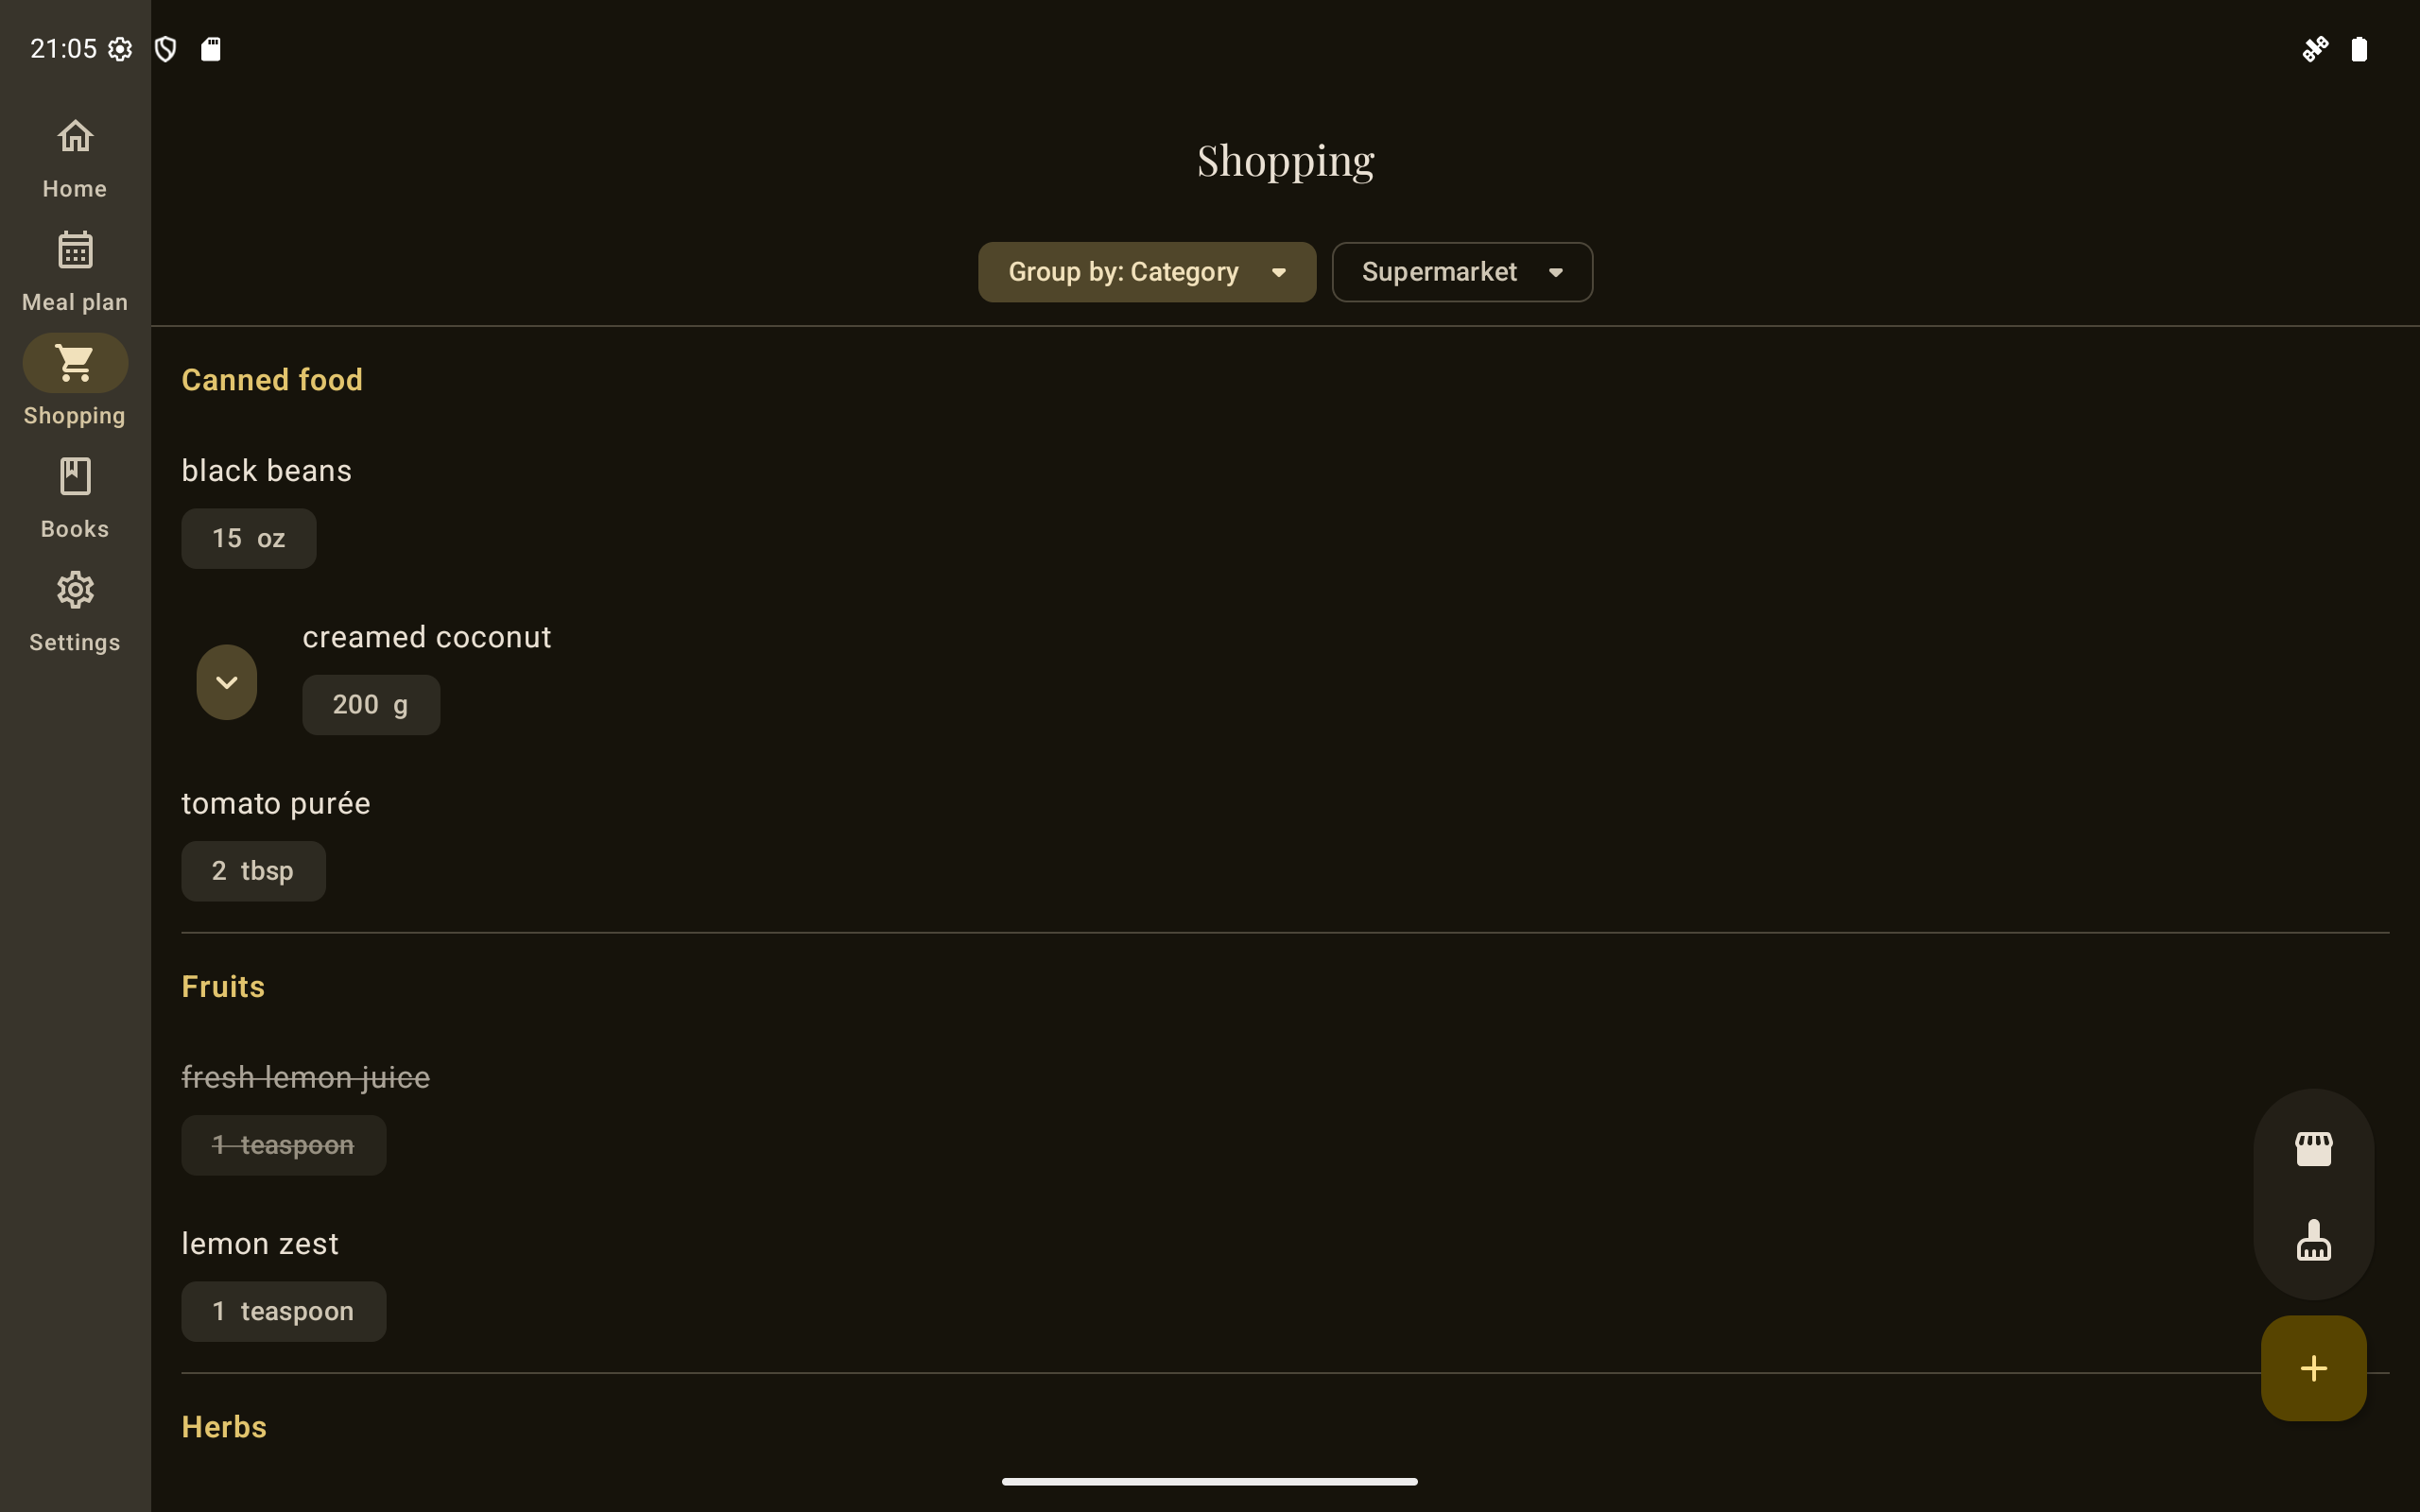 21:05
Home
Meal plan
Shopping
Books
Settings
Shopping
Group by: Category
Supermarket
Canned food
black beans
15 oz
creamed coconut
200 g
tomato purée
2 tbsp
Fruits
fresh lemon juice
1 teaspoon
lemon zest
1 teaspoon
Herbs